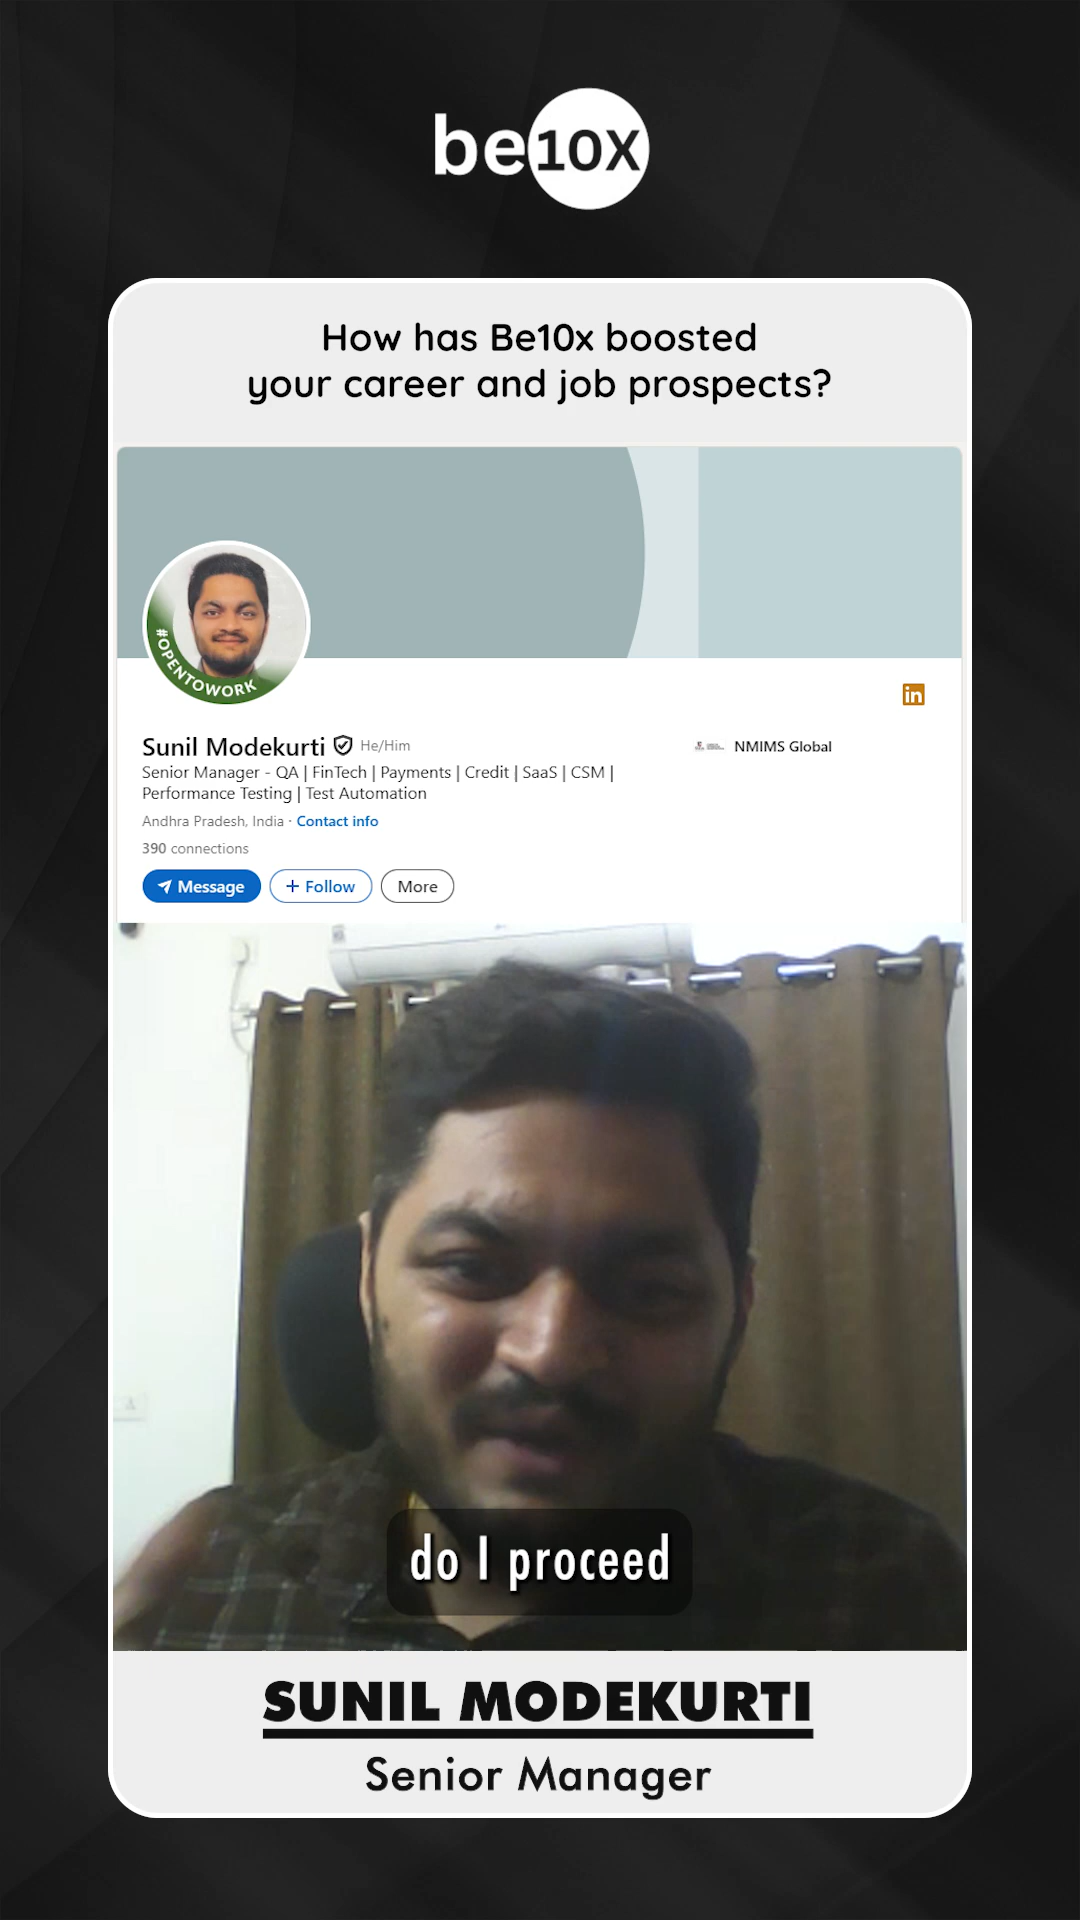 be10X
How has Be10x boosted
your career and job prospects?
#OPENTOWORK
in
Sunil Modekurti He/Him
NMIMS Global
Senior Manager - QA | FinTech | Payments | Credit | SaaS | CSM |
Performance Testing | Test Automation
Andhra Pradesh, India · Contact info
390 connections
Message
+ Follow
More
do I proceed
SUNIL MODEKURTI
Senior Manager